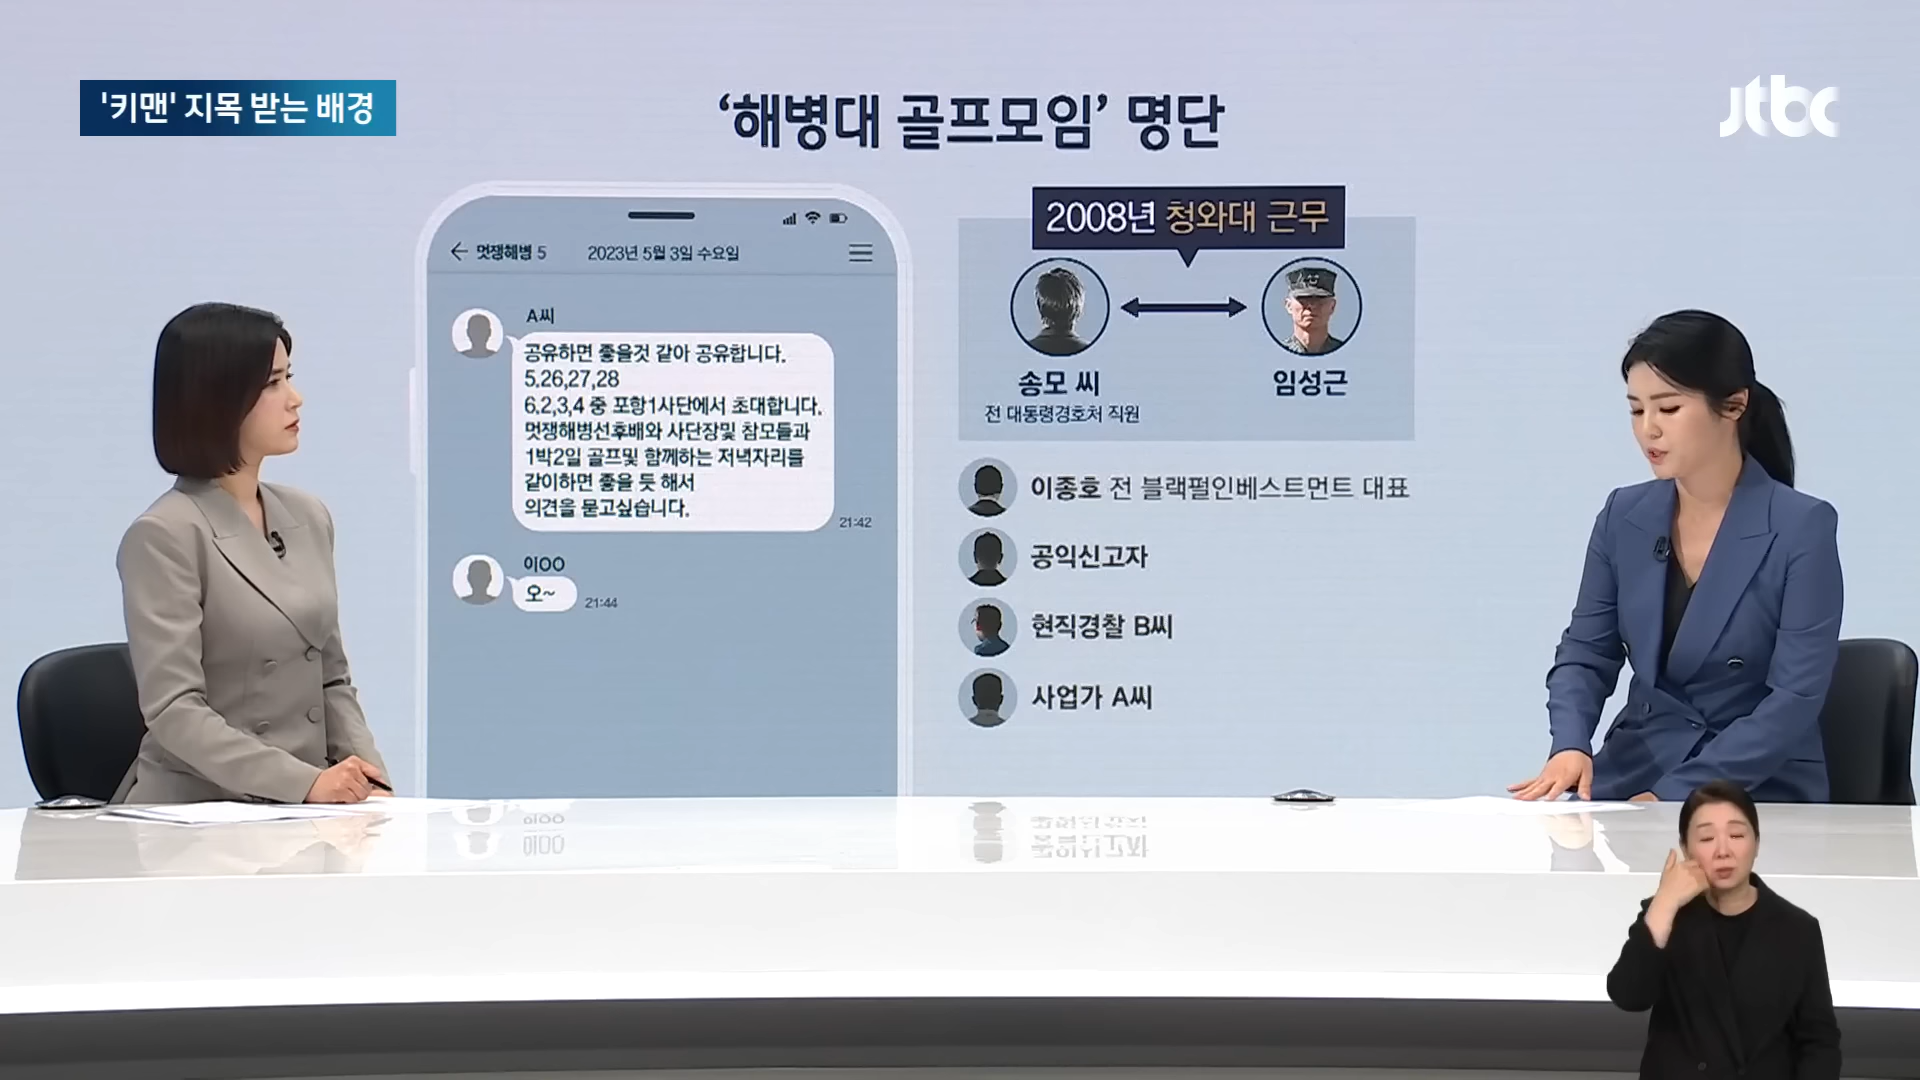 '키맨' 지목 받는 배경
jtbc
‘해병대 골프모임’ 명단
멋쟁해병 5 2023년 5월 3일 수요일
A씨
공유하면 좋을것 같아 공유합니다.
5.26,27,28
6.2,3,4 중 포항1사단에서 초대합니다.
멋쟁해병선후배와 사단장및 참모들과
1박2일 골프및 함께하는 저녁자리를
같이하면 좋을 듯 해서
의견을 묻고싶습니다.
21:42
이OO
오~
21:44
2008년 청와대 근무
송모 씨
전 대통령경호처 직원
임성근
이종호 전 블랙펄인베스트먼트 대표
공익신고자
현직경찰 B씨
사업가 A씨